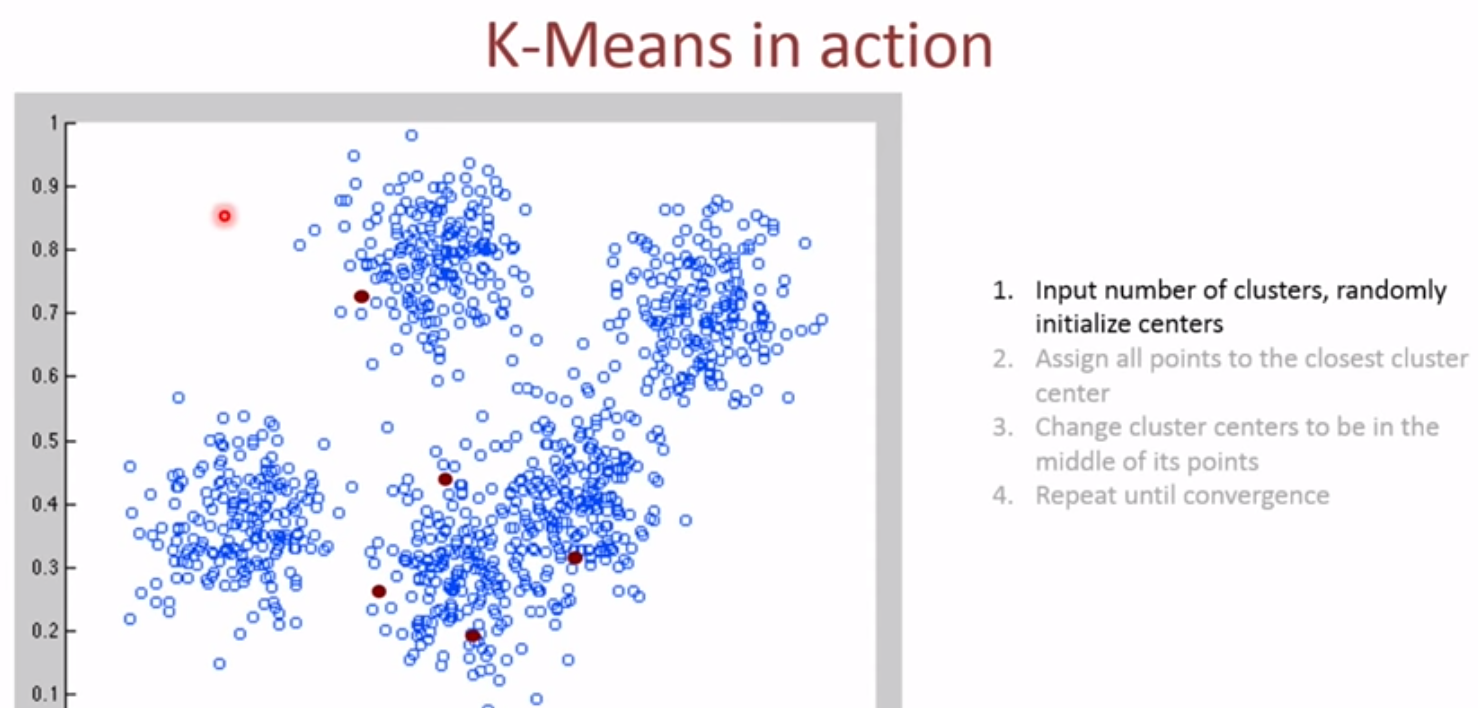 K-Means in action
1
0.9
0.8
0.7
0.6
0.5
0.4
0.3
0.2
0.1
1. Input number of clusters, randomly
initialize centers
2. Assign all points to the closest cluster
center
3. Change cluster centers to be in the
middle of its points
4. Repeat until convergence